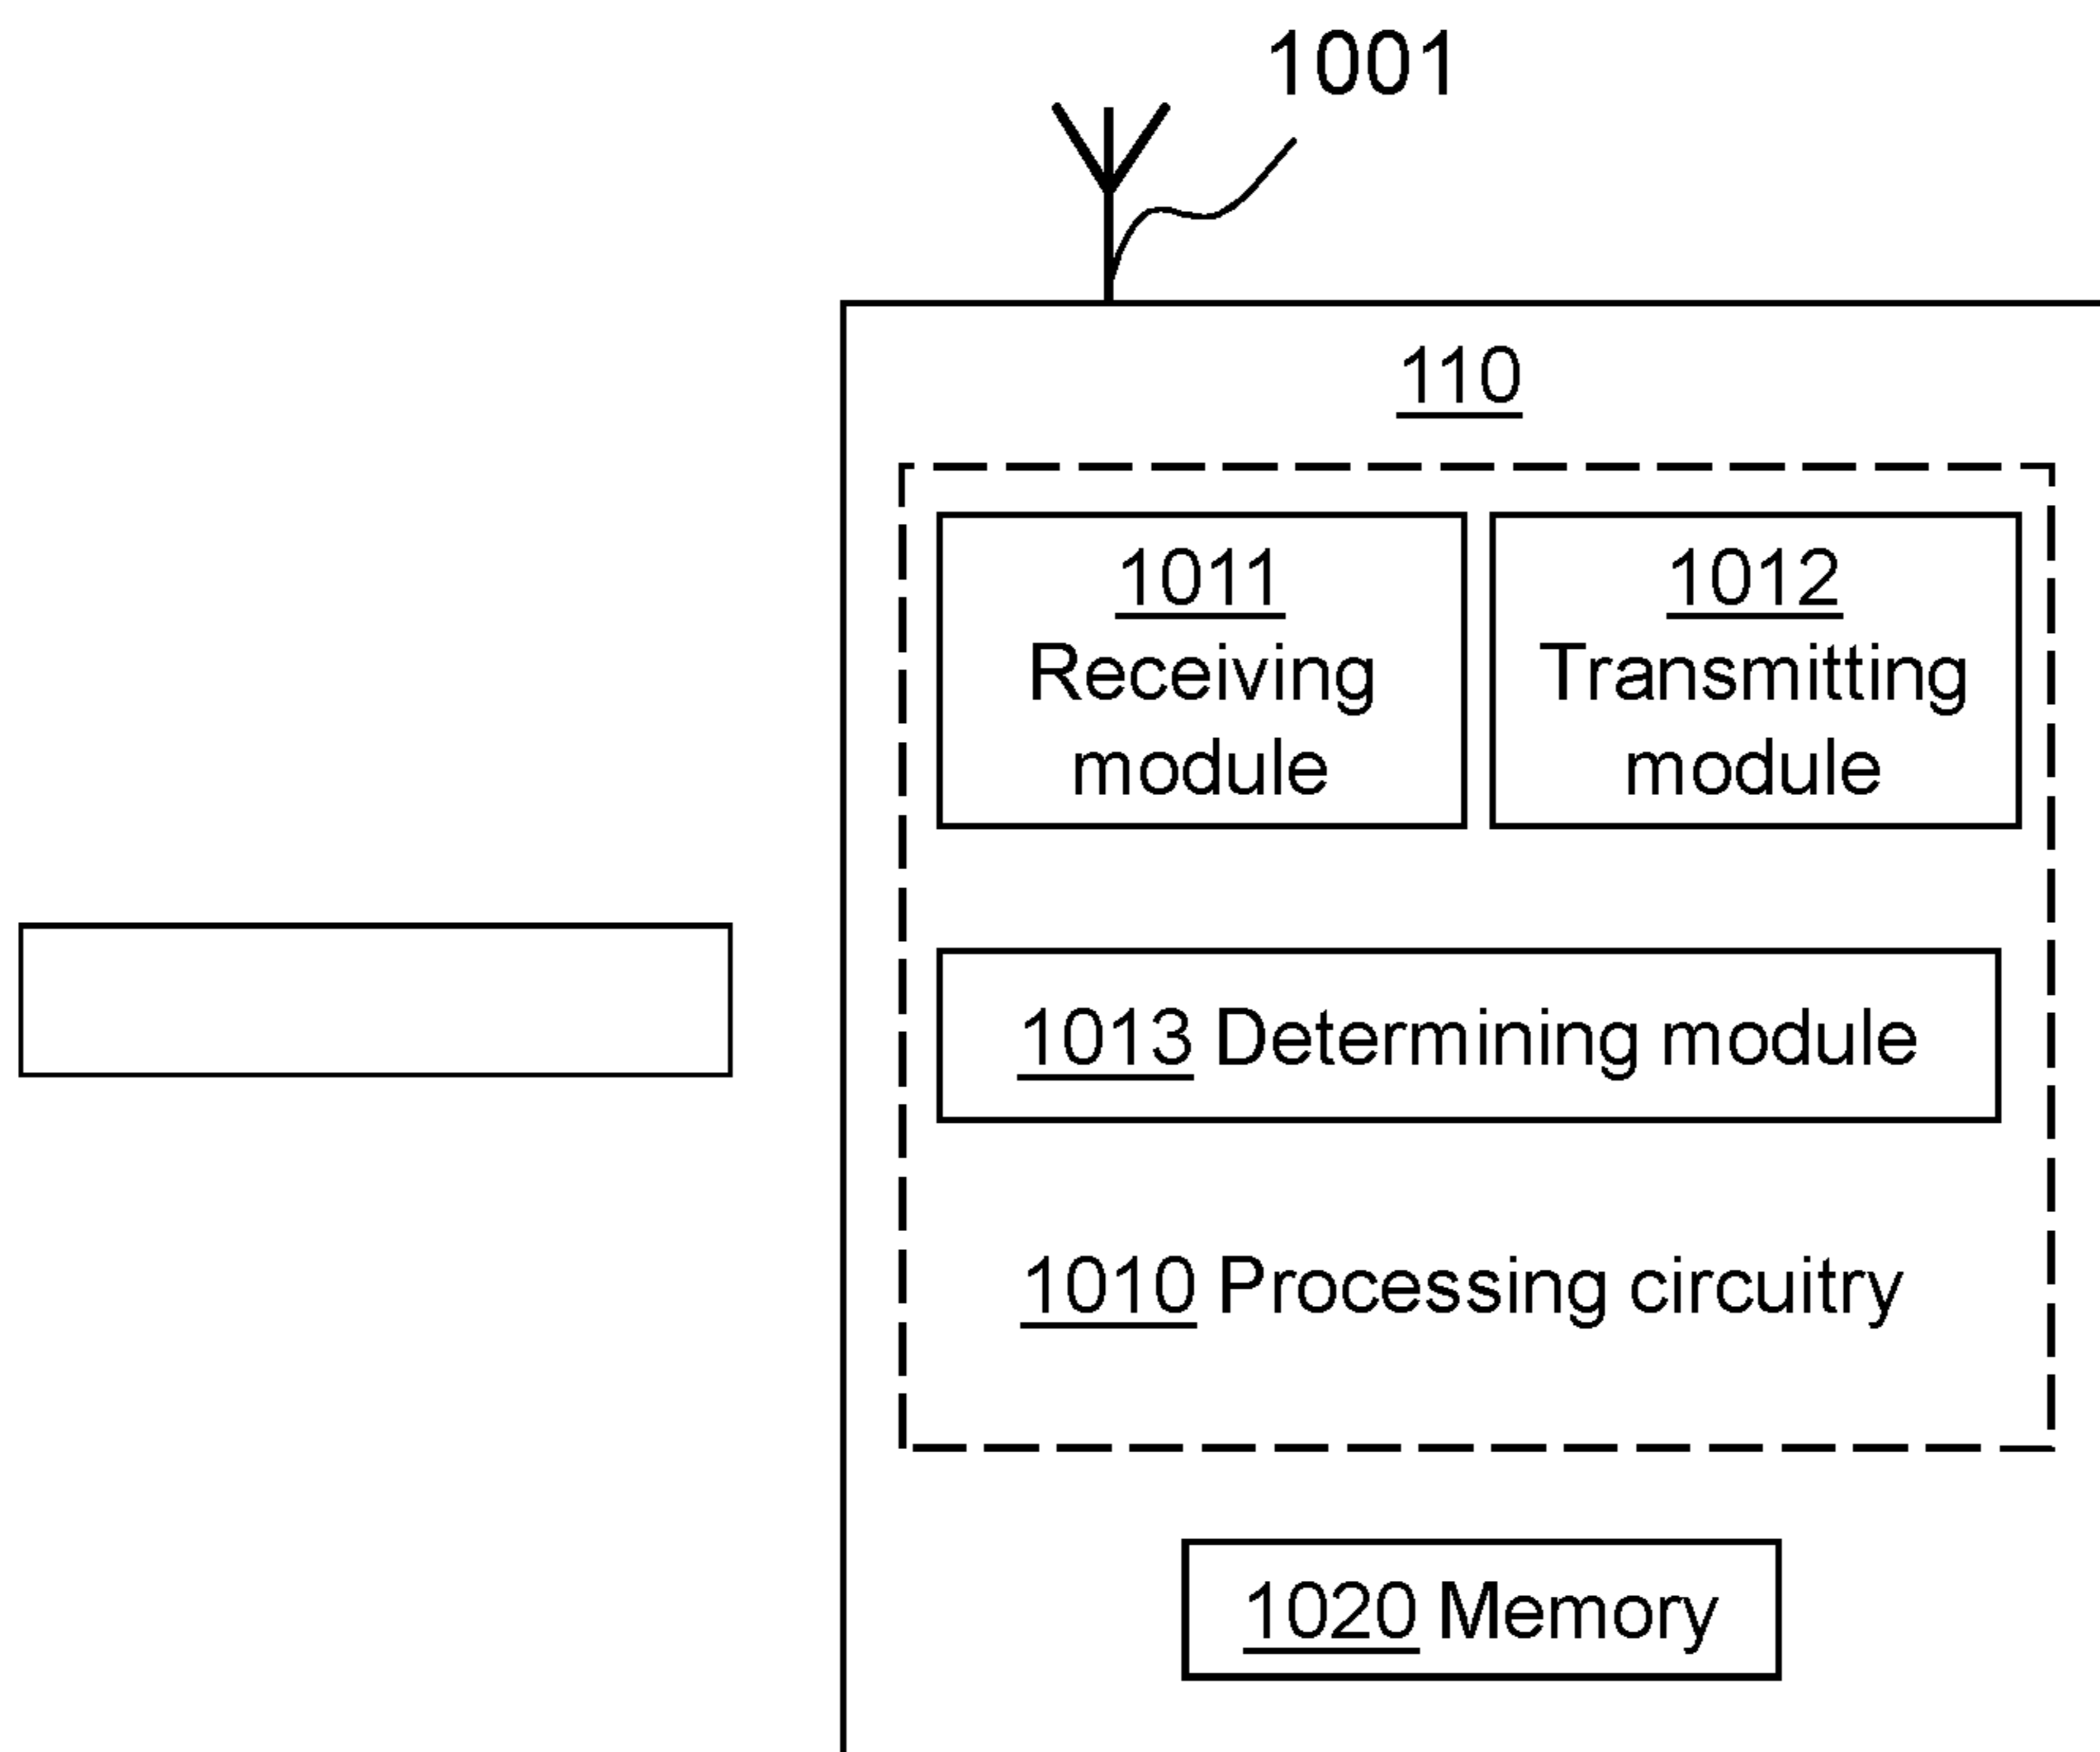 1001
110
1011
Receiving
module
1012
Transmitting
module
1013 Determining module
1010 Processing circuitry
1020 Memory